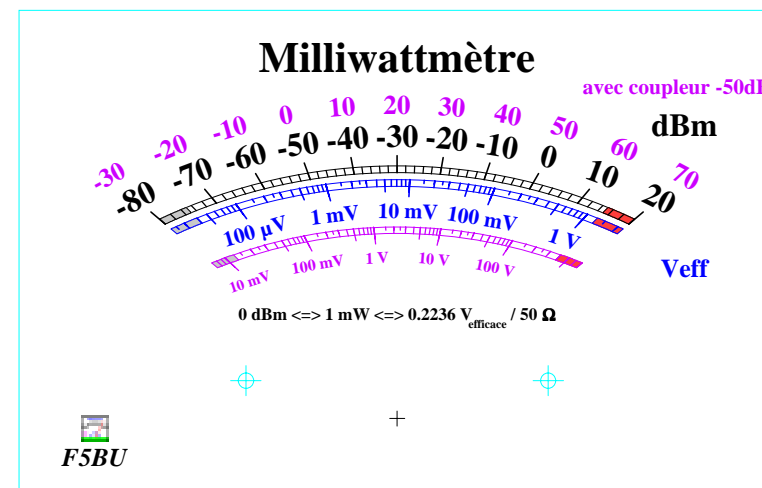 Milliwattmètre
avec coupleur -50dB
-30 -20 -10 0 10 20 30 40 50 60 70
dBm
-80 -70 -60 -50 -40 -30 -20 -10 0 10 20
100 µV 1 mV 10 mV 100 mV 1 V
Veff
10 mV 100 mV 1 V 10 V 100 V
0 dBm <=> 1 mW <=> 0.2236 Vefficace / 50 Ω
F5BU